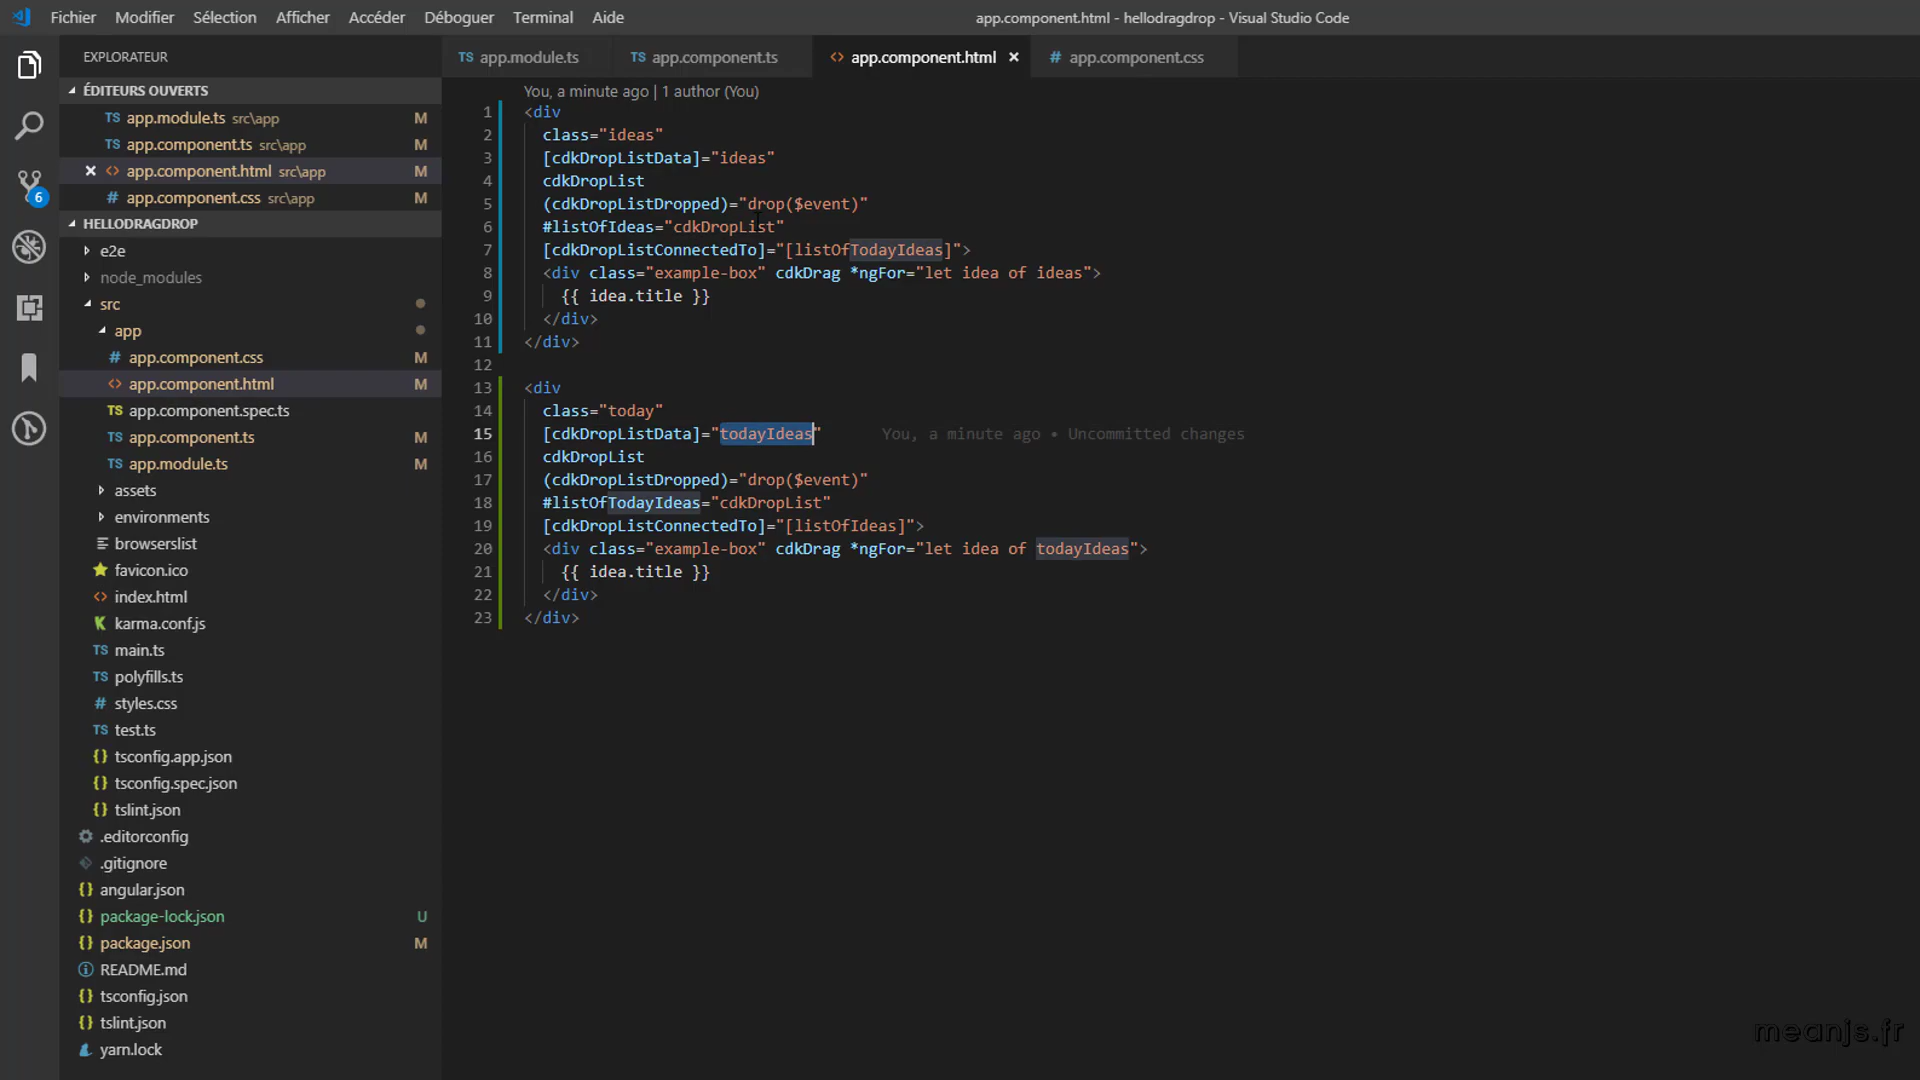 Fichier Modifier Sélection Afficher Accéder Déboguer Terminal Aide app.component.html - hellodragdrop - Visual Studio Code
EXPLORATEUR
ÉDITEURS OUVERTS
TS app.module.ts src\app M
TS app.component.ts src\app M
<> app.component.html src\app M
# app.component.css src\app M
HELLODRAGDROP
e2e
node_modules
src
app
# app.component.css M
<> app.component.html M
TS app.component.spec.ts
TS app.component.ts M
TS app.module.ts M
assets
environments
browserslist
favicon.ico
<> index.html
K karma.conf.js
TS main.ts
TS polyfills.ts
# styles.css
TS test.ts
{} tsconfig.app.json
{} tsconfig.spec.json
{} tslint.json
.editorconfig
.gitignore
{} angular.json
{} package-lock.json U
{} package.json M
README.md
{} tsconfig.json
{} tslint.json
yarn.lock
6
TS app.module.ts TS app.component.ts <> app.component.html × # app.component.css
You, a minute ago | 1 author (You)
1 <div
2 class="ideas"
3 [cdkDropListData]="ideas"
4 cdkDropList
5 (cdkDropListDropped)="drop($event)"
6 #listOfIdeas="cdkDropList"
7 [cdkDropListConnectedTo]="[listOfTodayIdeas]">
8 <div class="example-box" cdkDrag *ngFor="let idea of ideas">
9 {{ idea.title }}
10 </div>
11 </div>
12
13 <div
14 class="today"
15 [cdkDropListData]="todayIdeas" You, a minute ago • Uncommitted changes
16 cdkDropList
17 (cdkDropListDropped)="drop($event)"
18 #listOfTodayIdeas="cdkDropList"
19 [cdkDropListConnectedTo]="[listOfIdeas]">
20 <div class="example-box" cdkDrag *ngFor="let idea of todayIdeas">
21 {{ idea.title }}
22 </div>
23 </div>
meanjs.fr